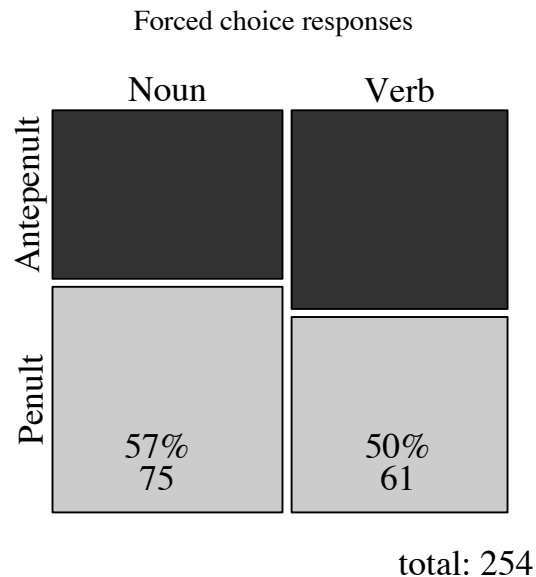 Forced choice responses
Noun Verb
Antepenult
Penult
57% 50%
75 61
total: 254